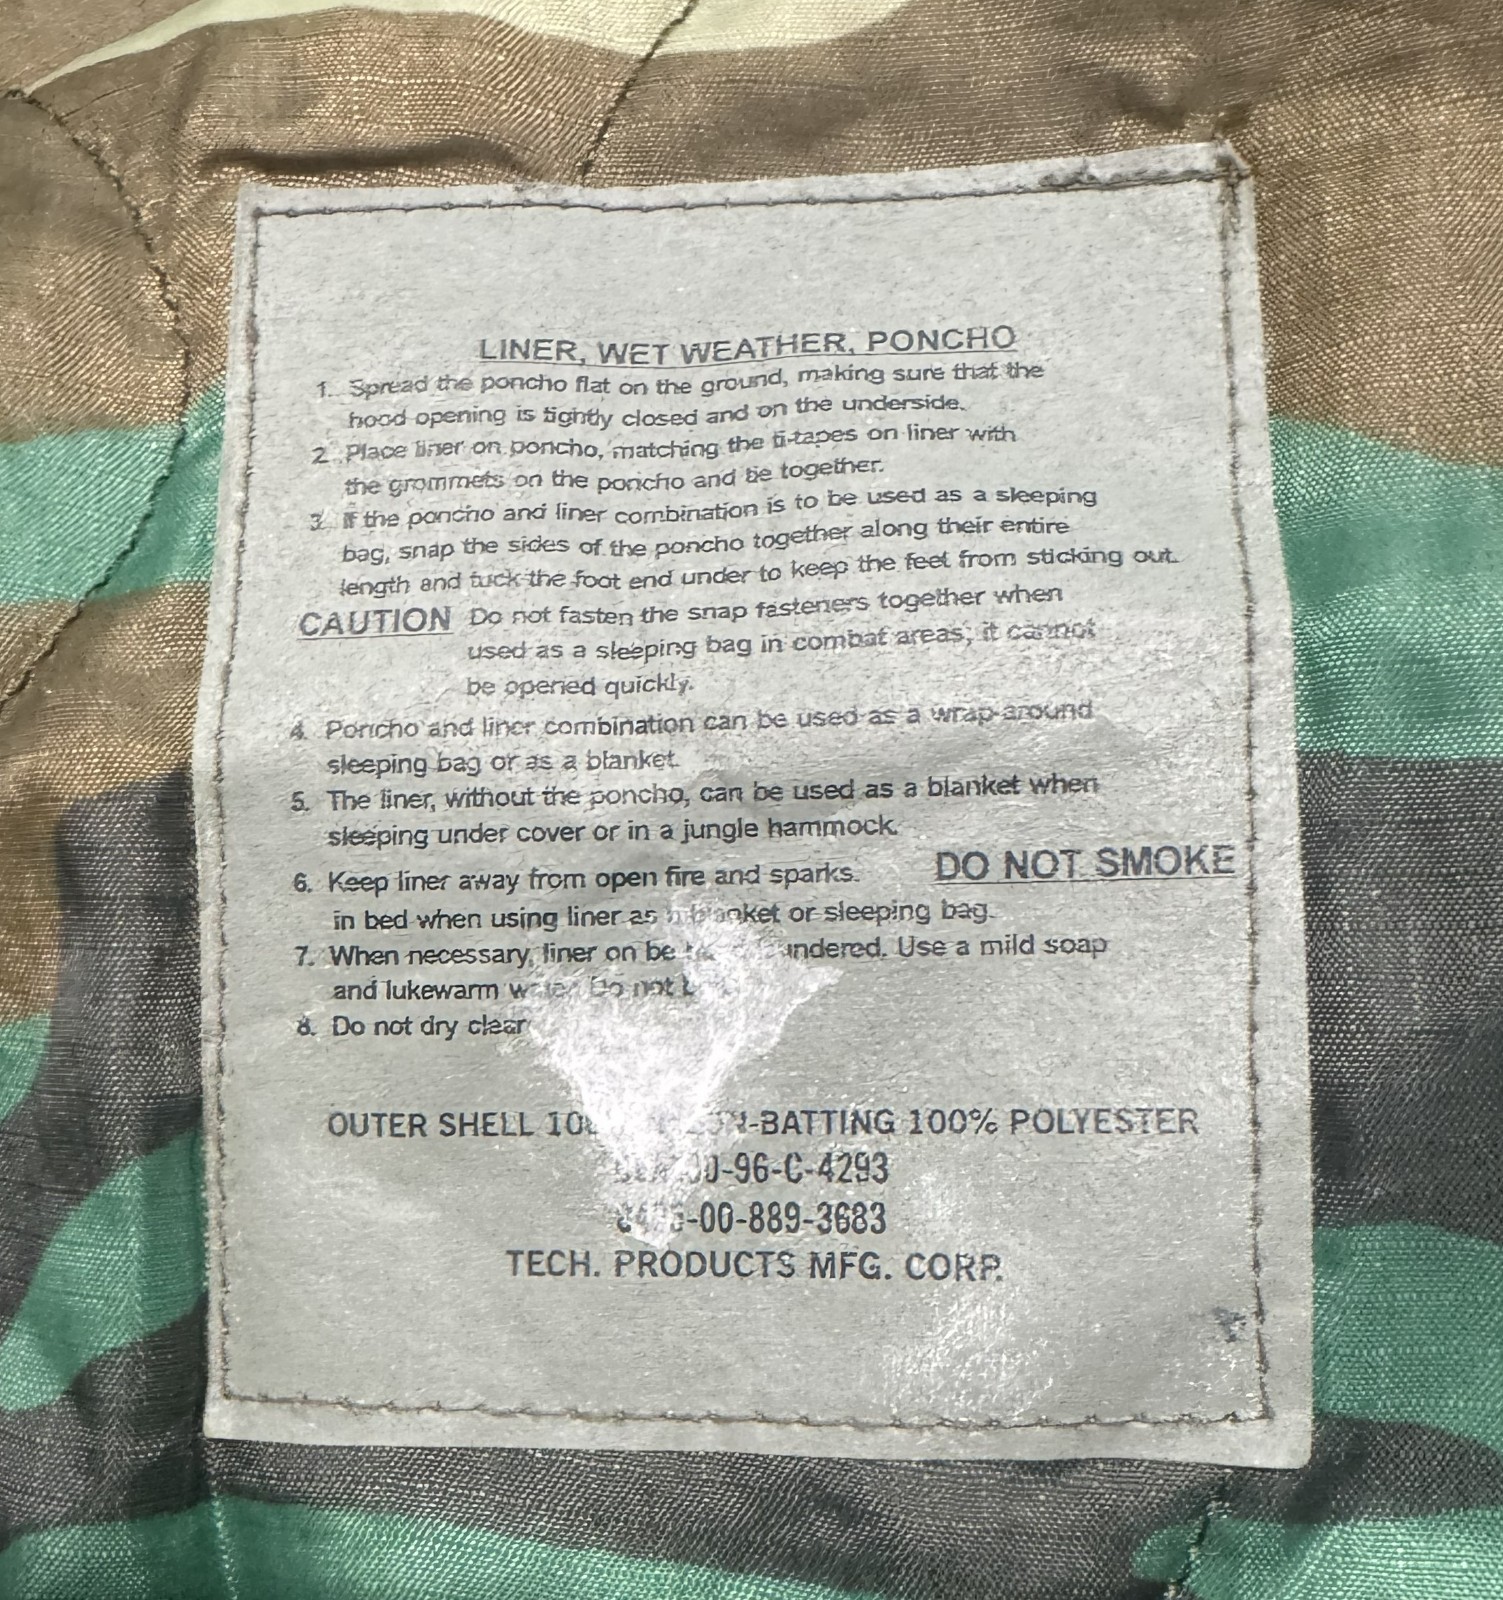 LINER, WET WEATHER, PONCHO
1. Spread the poncho flat on the ground, making sure that the
hood opening is tightly closed and on the underside.
2. Place liner on poncho, matching the ti-tapes on liner with
the grommets on the poncho and tie together.
3. If the poncho and liner combination is to be used as a sleeping
bag, snap the sides of the poncho together along their entire
length and tuck the foot end under to keep the feet from sticking out.
CAUTION Do not fasten the snap fasteners together when
used as a sleeping bag in combat areas; it cannot
be opened quickly.
4. Poncho and liner combination can be used as a wrap-around
sleeping bag or as a blanket.
5. The liner, without the poncho, can be used as a blanket when
sleeping under cover or in a jungle hammock.
6. Keep liner away from open fire and sparks. DO NOT SMOKE
in bed when using liner as blanket or sleeping bag.
7. When necessary, liner on be Use a mild soap
and lukewarm water. Do not
8. Do not dry clean
OUTER SHELL -BATTING 100% POLYESTER
-96-C-4293
-00-889-3683
TECH. PRODUCTS MFG. CORP.